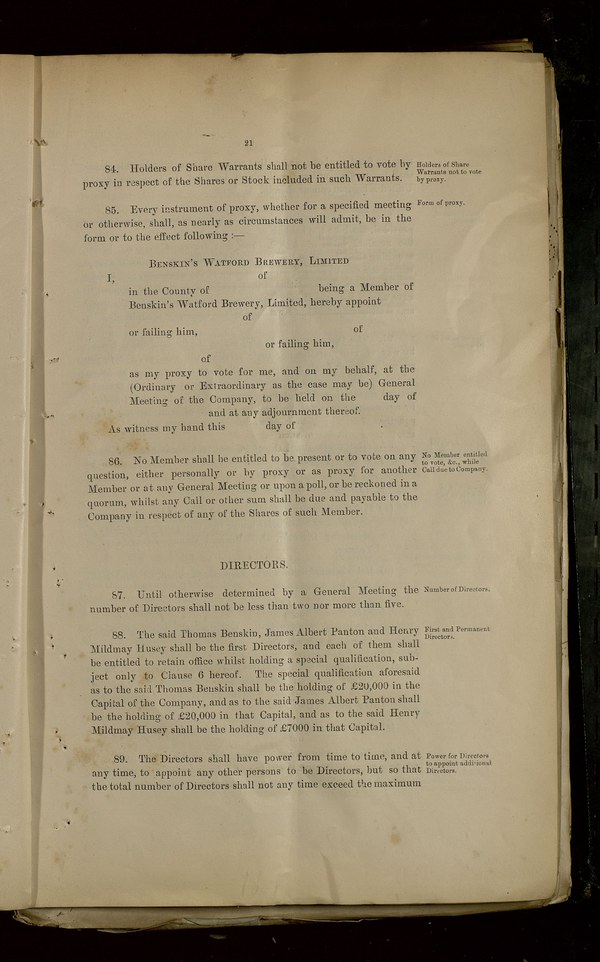 21
84. Holders of Share Warrants shall not be entitled to vote by
proxy in respect of the Shares or Stock included in such Warrants.
Holders of Share
Warrants not to vote
by proxy.
85. Every instrument of proxy, whether for a specified meeting
or otherwise, shall, as nearly as circumstances will admit, be in the
form or to the effect following :—
Form of proxy.
BENSKIN'S WATFORD BREWERY, LIMITED
I, of
in the County of being a Member of
Benskin's Watford Brewery, Limited, hereby appoint
of
or failing him, of
or failing him,
of
as my proxy to vote for me, and on my behalf, at the
(Ordinary or Extraordinary as the case may be) General
Meeting of the Company, to be held on the day of
and at any adjournment thereof.
As witness my hand this day of .
86. No Member shall be entitled to be present or to vote on any
question, either personally or by proxy or as proxy for another
Member or at any General Meeting or upon a poll, or be reckoned in a
quorum, whilst any Call or other sum shall be due and payable to the
Company in respect of any of the Shares of such Member.
No Member entitled
to vote, &c., while
Call due to Company.
DIRECTORS.
87. Until otherwise determined by a General Meeting the
number of Directors shall not be less than two nor more than five.
Number of Directors.
88. The said Thomas Benskin, James Albert Panton and Henry
Mildmay Husey shall be the first Directors, and each of them shall
be entitled to retain office whilst holding a special qualification, sub-
ject only to Clause 6 hereof. The special qualification aforesaid
as to the said Thomas Benskin shall be the holding of £20,000 in the
Capital of the Company, and as to the said James Albert Panton shall
be the holding of £20,000 in that Capital, and as to the said Henry
Mildmay Husey shall be the holding of £7000 in that Capital.
First and Permanent
Directors.
89. The Directors shall have power from time to time, and at
any time, to appoint any other persons to be Directors, but so that
the total number of Directors shall not any time exceed the maximum
Power for Directors
to appoint additional
Directors.